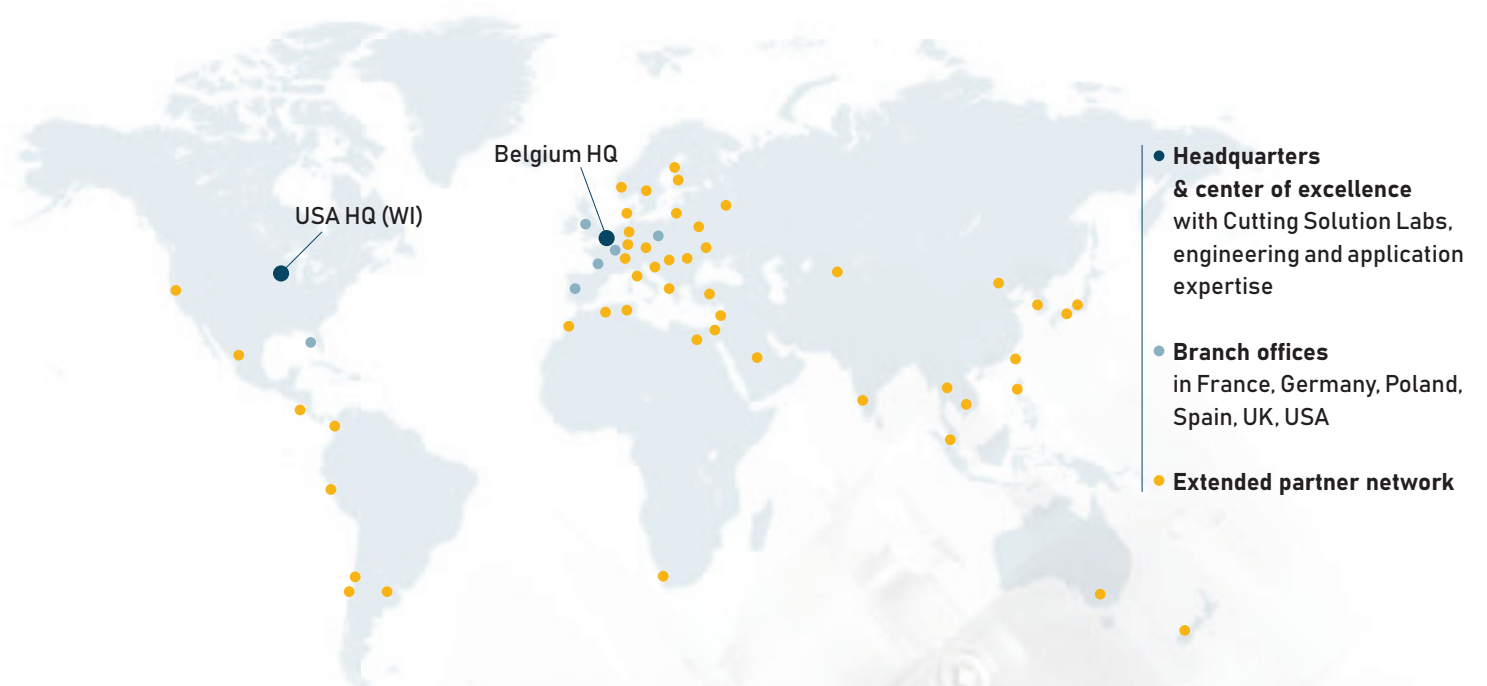 Belgium HQ
USA HQ (WI)
Headquarters
& center of excellence
with Cutting Solution Labs,
engineering and application
expertise
Branch offices
in France, Germany, Poland,
Spain, UK, USA
Extended partner network